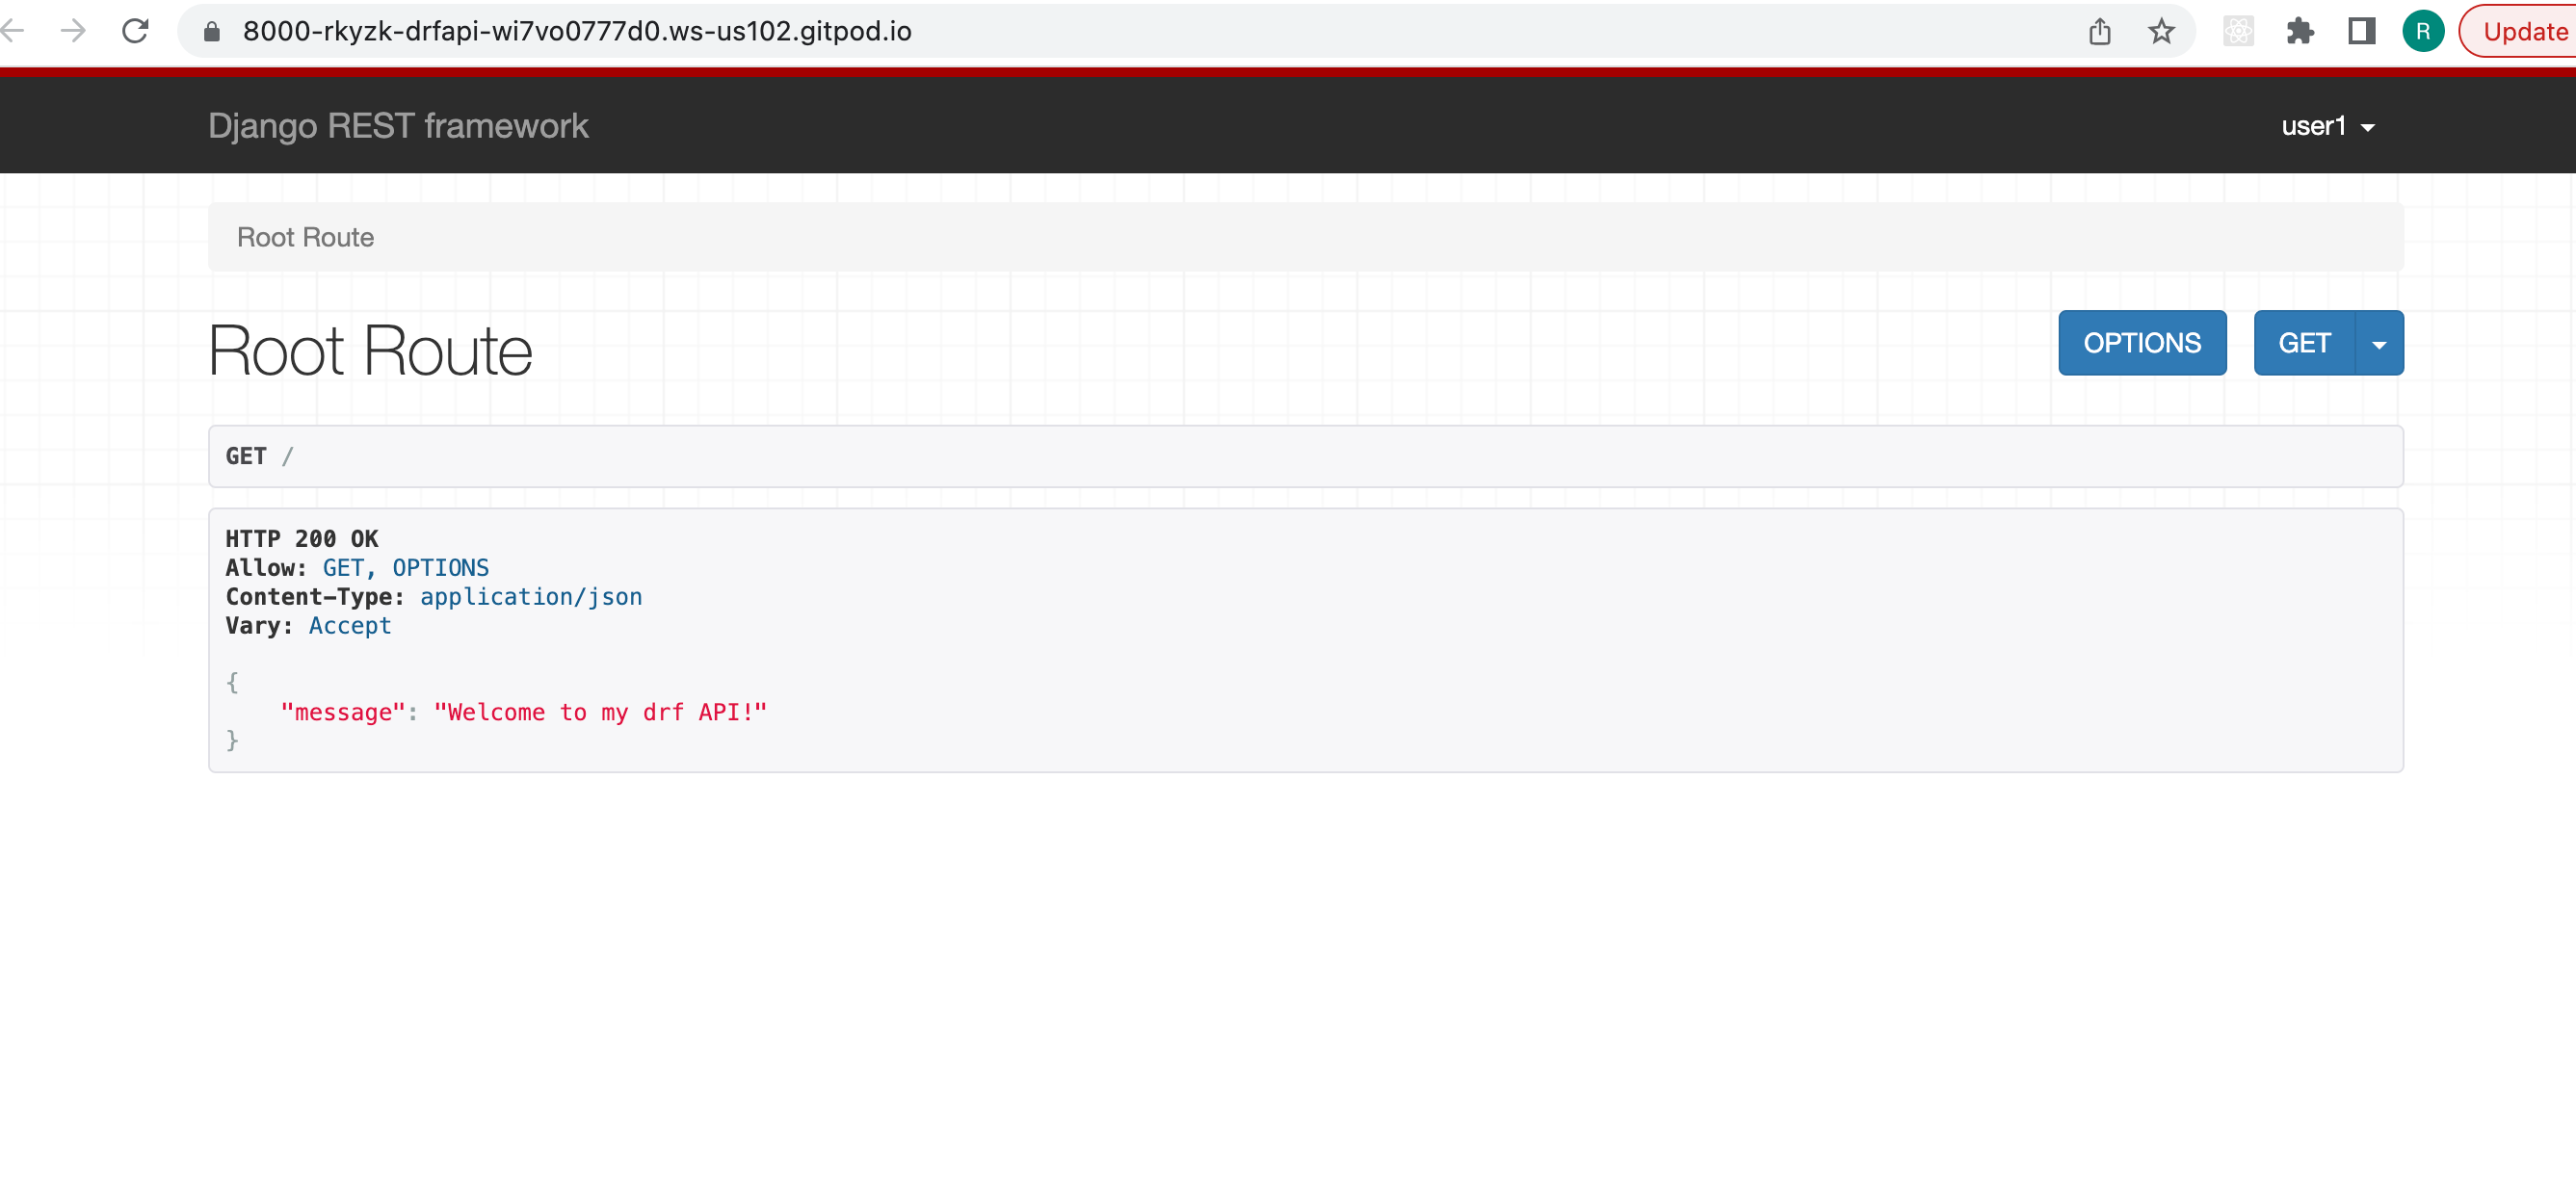 8000-rkyzk-drfapi-wi7vo0777d0.ws-us102.gitpod.io
R
Update
Django REST framework
user1
Root Route
Root Route
OPTIONS
GET
GET /
HTTP 200 OK
Allow: GET, OPTIONS
Content-Type: application/json
Vary: Accept
{
"message": "Welcome to my drf API!"
}